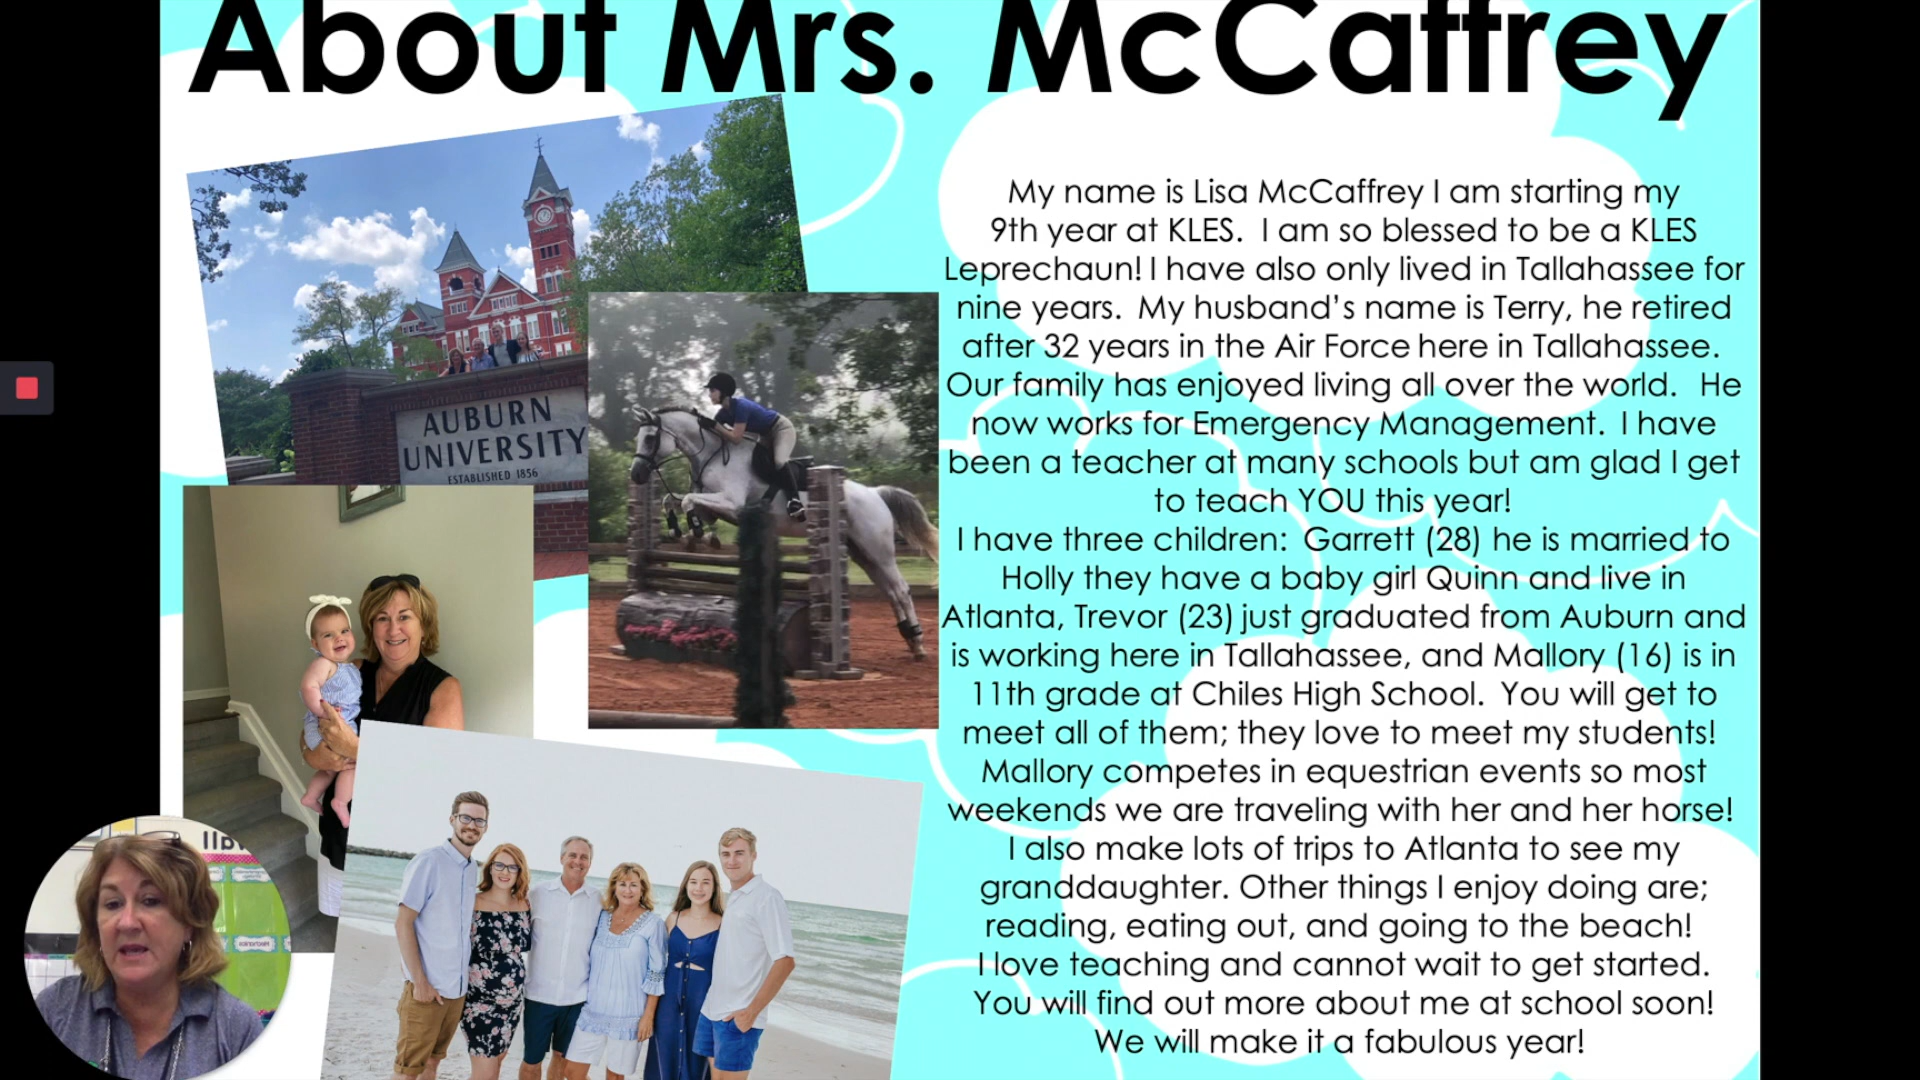 About Mrs. McCaffrey
My name is Lisa McCaffrey I am starting my
9th year at KLES. I am so blessed to be a KLES
Leprechaun! I have also only lived in Tallahassee for
nine years. My husband’s name is Terry, he retired
after 32 years in the Air Force here in Tallahassee.
Our family has enjoyed living all over the world. He
now works for Emergency Management. I have
been a teacher at many schools but am glad I get
to teach YOU this year!
I have three children: Garrett (28) he is married to
Holly they have a baby girl Quinn and live in
Atlanta, Trevor (23) just graduated from Auburn and
is working here in Tallahassee, and Mallory (16) is in
11th grade at Chiles High School. You will get to
meet all of them; they love to meet my students!
Mallory competes in equestrian events so most
weekends we are traveling with her and her horse!
I also make lots of trips to Atlanta to see my
granddaughter. Other things I enjoy doing are;
reading, eating out, and going to the beach!
I love teaching and cannot wait to get started.
You will find out more about me at school soon!
We will make it a fabulous year!
AUBURN
UNIVERSITY
ESTABLISHED 1856